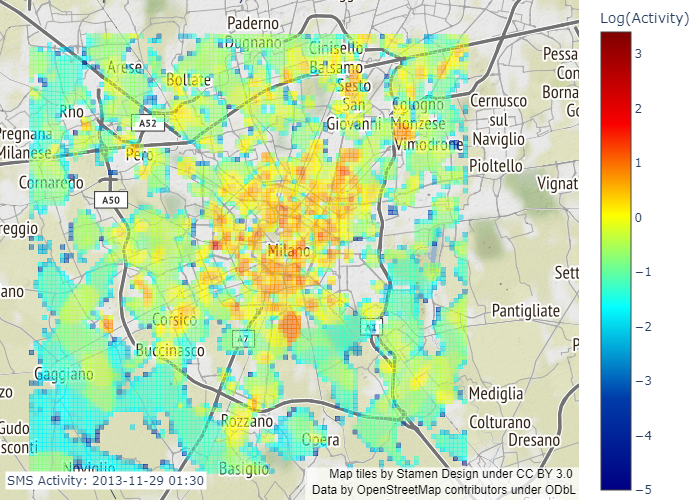 Log(Activity)
Paderno
Dugnano
Cinisello
Balsamo
Arese
Bollate
Sesto
San
Giovanni
Cologno
Monzese
Vimodrone
Cernusco
sul
Naviglio
Pessa
Con
Borna
Go
Rho
A52
Pregnana
Milanese
Pero
Pioltello
Cornaredo
A50
Vignat
reggio
Milano
Sett
ano
Corsico
A7
A1
Pantigliate
P
Buccinasco
Gaggiano
zo
Mediglia
Gudo
sconti
Rozzano
Opera
Colturano
Dresano
Noviglio
Basiglio
SMS Activity: 2013-11-29 01:30
Map tiles by Stamen Design under CC BY 3.0
Data by OpenStreetMap contributors under ODbL
3
2
1
0
−1
−2
−3
−4
−5